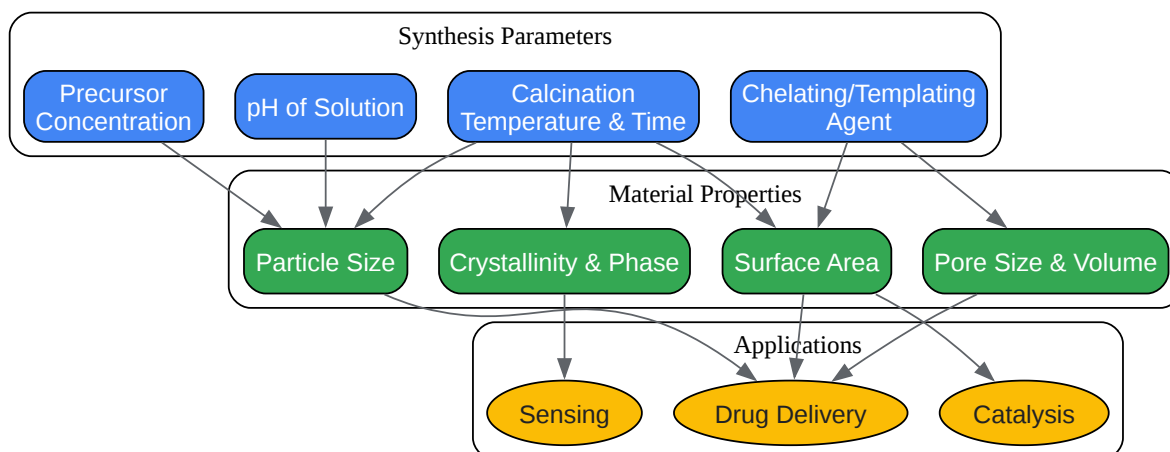 Synthesis Parameters
Precursor
Concentration
pH of Solution
Calcination
Temperature & Time
Chelating/Templating
Agent
Material Properties
Particle Size
Crystallinity & Phase
Surface Area
Pore Size & Volume
Applications
Sensing
Drug Delivery
Catalysis